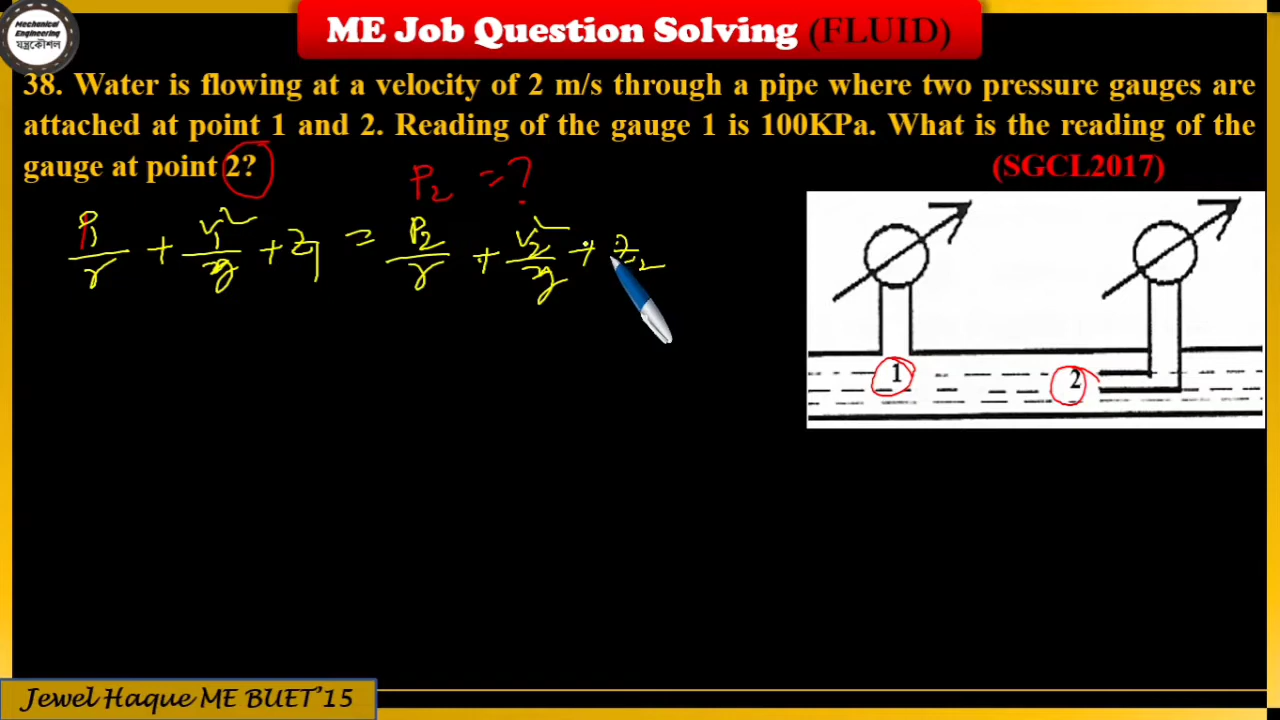 Mechanical
Engineering
যন্ত্রকৌশল
ME Job Question Solving (FLUID)
38. Water is flowing at a velocity of 2 m/s through a pipe where two pressure gauges are
attached at point 1 and 2. Reading of the gauge 1 is 100KPa. What is the reading of the
gauge at point 2? (SGCL2017)
P₂ = ?
P₁/γ + V₁²/2g + Z₁ = P₂/γ + V₂²/2g + Z₂
1
2
Jewel Haque ME BUET'15